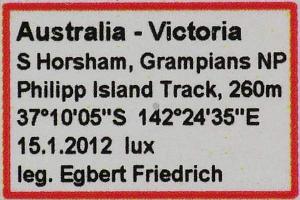 Australia - Victoria
S Horsham, Grampians NP
Philipp Island Track, 260m
37°10'05"S 142°24'35"E
15.1.2012 lux
leg. Egbert Friedrich